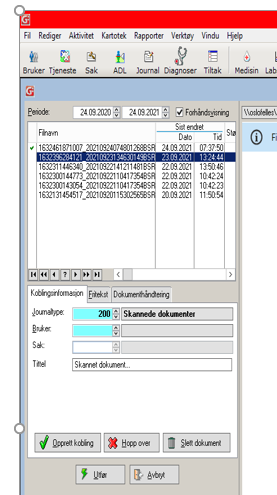 Fil Rediger Aktivitet Kartotek Rapporter Verktøy Vindu Hjelp
Bruker Tjeneste Sak ADL Journal Diagnoser Tiltak Medisin Lab
Periode: 24.09.2020 24.09.2021 Forhåndsvisning \\oslofelles\
Filnavn Sist endret Stø
Dato Tid
1632461871007_20210924074801268BSR 24.09.2021 07:37:50
1632396284121_20210923134630149BSR 23.09.2021 13:24:44
1632311446340_20210922141211481BSR 22.09.2021 13:50:46
1632300144773_20210922110417354BSR 22.09.2021 10:42:24
1632300143054_20210922110417354BSR 22.09.2021 10:42:23
1632131454517_20210920115302565BSR 20.09.2021 11:50:54
Koblingsinformasjon Fritekst Dokumenthåndtering
Journaltype: 200 Skannede dokumenter
Bruker:
Sak:
Tittel Skannet dokument...
Opprett kobling Hopp over Slett dokument
Utfør Avbryt